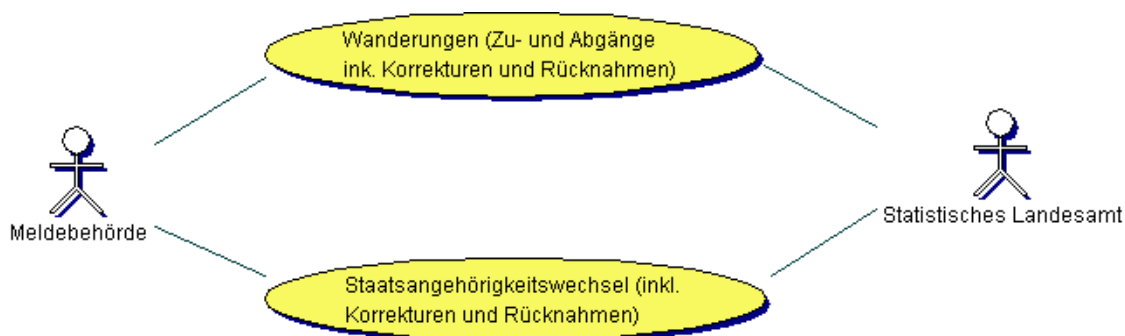 Wanderungen (Zu- und Abgänge
ink. Korrekturen und Rücknahmen)
Meldebehörde
Statistisches Landesamt
Staatsangehörigkeitswechsel (inkl.
Korrekturen und Rücknahmen)